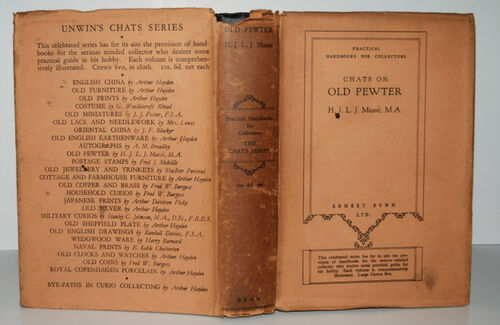 UNWIN'S CHATS SERIES
This celebrated series has for its aim the provision of hand-
books for the serious minded collector who desires some
practical guide in his hobby. Each volume is comprehen-
sively illustrated. Crown 8vo, in cloth. 10s. 6d. net each
ENGLISH CHINA by Arthur Hayden
OLD FURNITURE by Arthur Hayden
OLD PRINTS by Arthur Hayden
COSTUME by G. Woolliscroft Rhead
OLD MINIATURES by J. J. Foster, F.S.A.
OLD LACE AND NEEDLEWORK by Mrs. Lowes
ORIENTAL CHINA by J. F. Blacker
OLD ENGLISH EARTHENWARE by Arthur Hayden
AUTOGRAPHS by A. M. Broadley
OLD PEWTER by H. J. L. J. Massé, M.A.
POSTAGE STAMPS by Fred J. Melville
OLD JEWELLERY AND TRINKETS by MacIver Percival
COTTAGE AND FARMHOUSE FURNITURE by Arthur Hayden
OLD COPPER AND BRASS by Fred W. Burgess
HOUSEHOLD CURIOS by Fred W. Burgess
JAPANESE PRINTS by Arthur Davison Ficke
OLD SILVER by Arthur Hayden
MILITARY CURIOS by Stanley C. Johnson, M.A., D.Sc., F.R.E.S.
OLD SHEFFIELD PLATE by Arthur Hayden
OLD ENGLISH DRAWINGS by Randall Davies, F.S.A.
WEDGWOOD WARE by Harry Barnard
NAVAL PRINTS by E. Keble Chatterton
OLD CLOCKS AND WATCHES by Arthur Hayden
OLD COINS by Fred W. Burgess
ROYAL COPENHAGEN PORCELAIN by Arthur Hayden
BYE-PATHS IN CURIO COLLECTING by Arthur Hayden
OLD PEWTER
H. J. L. J. Massé
Practical Handbooks
for
Collectors
THE
CHATS SERIES
10s. 6d. net
BENN
PRACTICAL
HANDBOOKS FOR COLLECTORS
CHATS ON
OLD PEWTER
H. J. L. J. Massé, M.A.
ERNEST BENN
LTD.
This celebrated series has for its aim the pro-
vision of handbooks for the serious minded
collector who desires some practical guide for
his hobby. Each volume is comprehensively
illustrated. Large Crown 8vo.